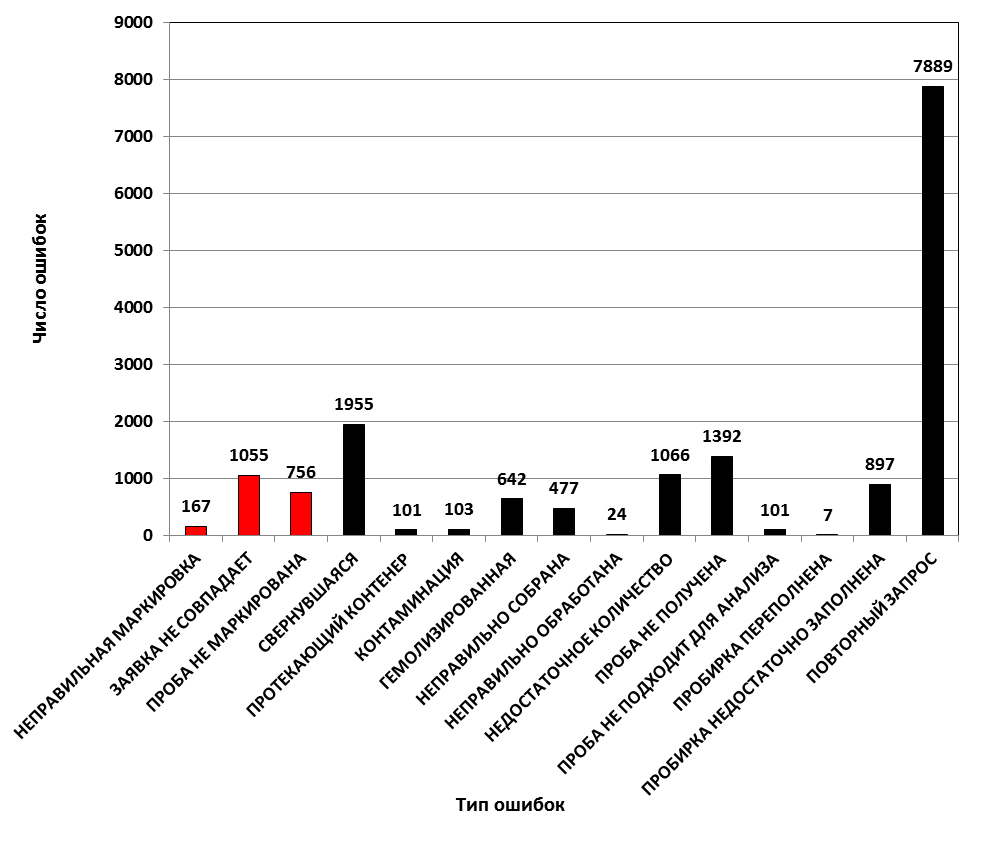 9000
8000
7000
6000
5000
4000
3000
2000
1000
0
Число ошибок
167
1055
756
1955
101
103
642
477
24
1066
1392
101
7
897
7889
НЕПРАВИЛЬНАЯ МАРКИРОВКА
ЗАЯВКА НЕ СОВПАДАЕТ
ПРОБА НЕ МАРКИРОВАНА
СВЕРНУВШАЯСЯ
ПРОТЕКАЮЩИЙ КОНТЕНЕР
КОНТАМИНАЦИЯ
ГЕМОЛИЗИРОВАННАЯ
НЕПРАВИЛЬНО СОБРАНА
НЕПРАВИЛЬНО ОБРАБОТАНА
НЕДОСТАТОЧНОЕ КОЛИЧЕСТВО
ПРОБА НЕ ПОЛУЧЕНА
ПРОБА НЕ ПОДХОДИТ ДЛЯ АНАЛИЗА
ПРОБИРКА ПЕРЕПОЛНЕНА
ПРОБИРКА НЕДОСТАТОЧНО ЗАПОЛНЕНА
ПОВТОРНЫЙ ЗАПРОС
Тип ошибок